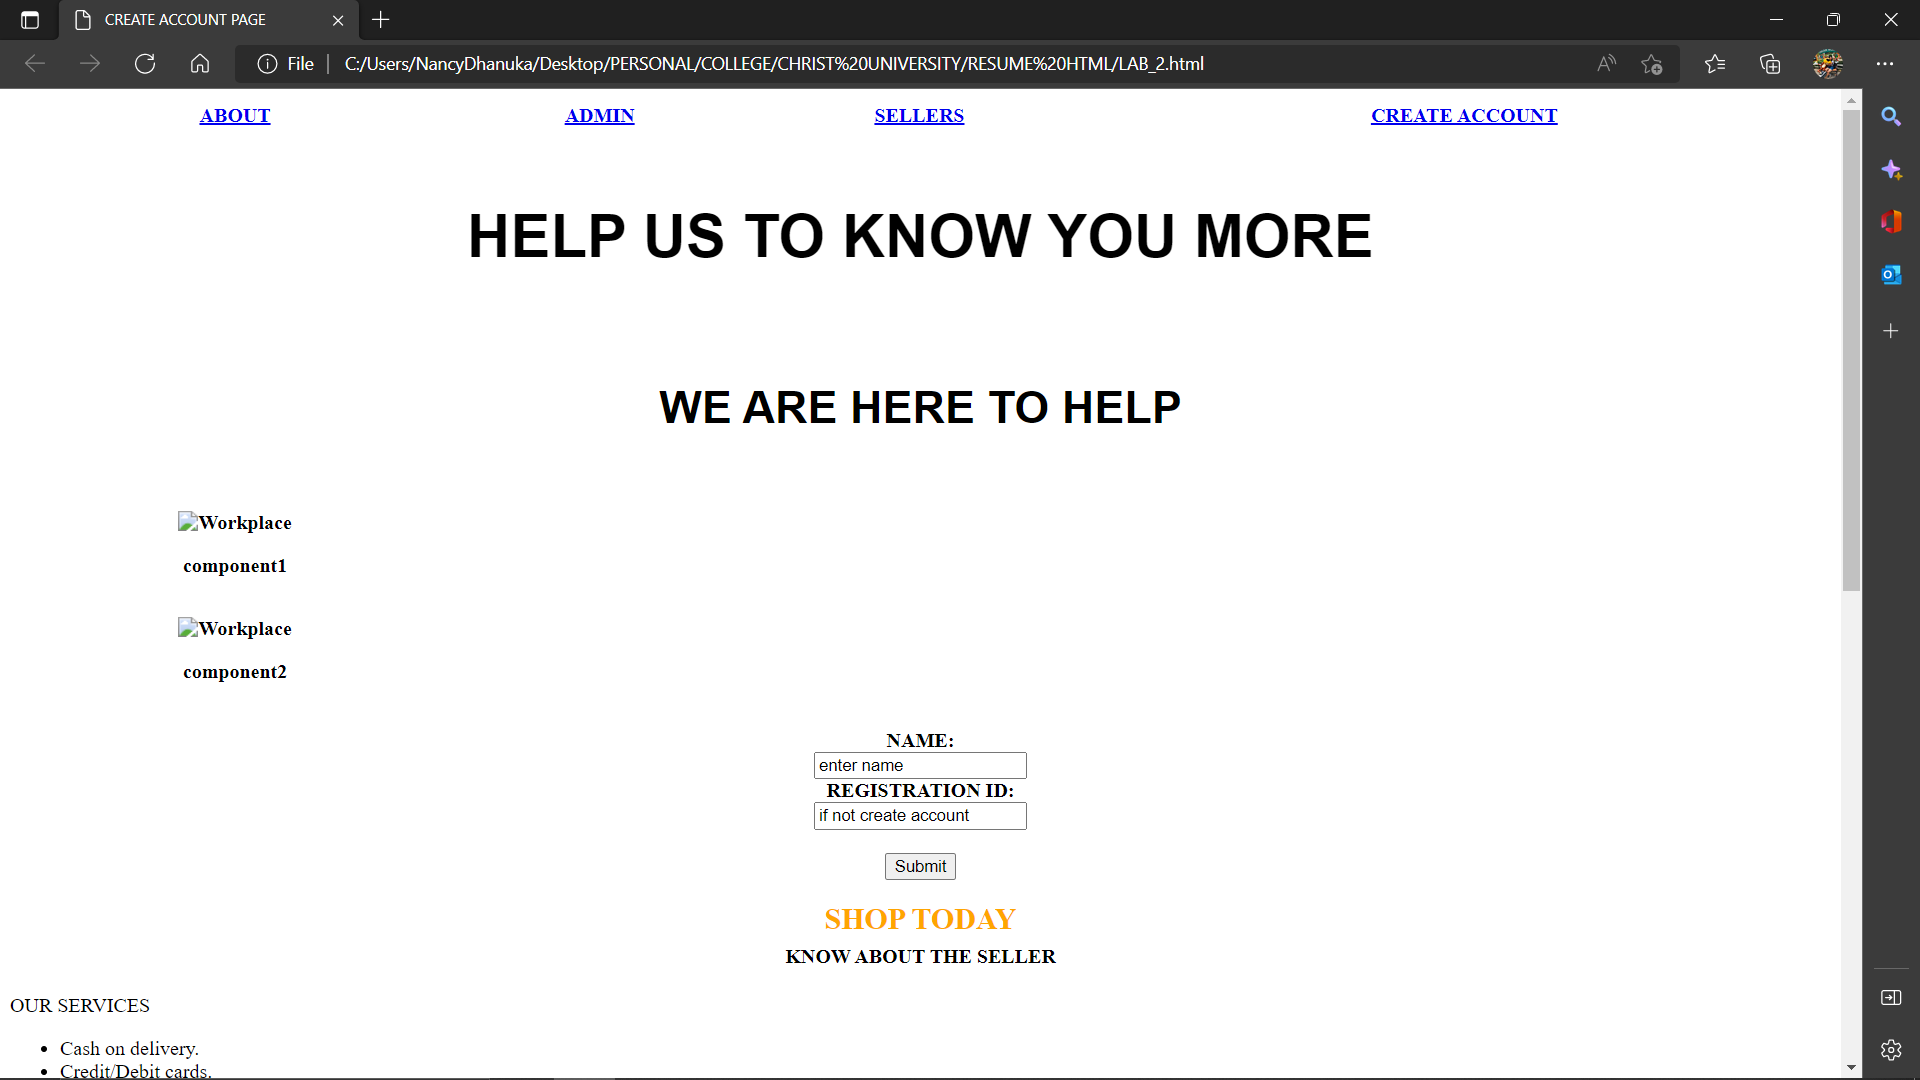 CREATE ACCOUNT PAGE
File
C:/Users/NancyDhanuka/Desktop/PERSONAL/COLLEGE/CHRIST%20UNIVERSITY/RESUME%20HTML/LAB_2.html
ABOUT ADMIN SELLERS CREATE ACCOUNT
HELP US TO KNOW YOU MORE
WE ARE HERE TO HELP
Workplace
component1
Workplace
component2
NAME:
enter name
REGISTRATION ID:
if not create account
Submit
SHOP TODAY
KNOW ABOUT THE SELLER
OUR SERVICES
• Cash on delivery.
• Credit/Debit cards.